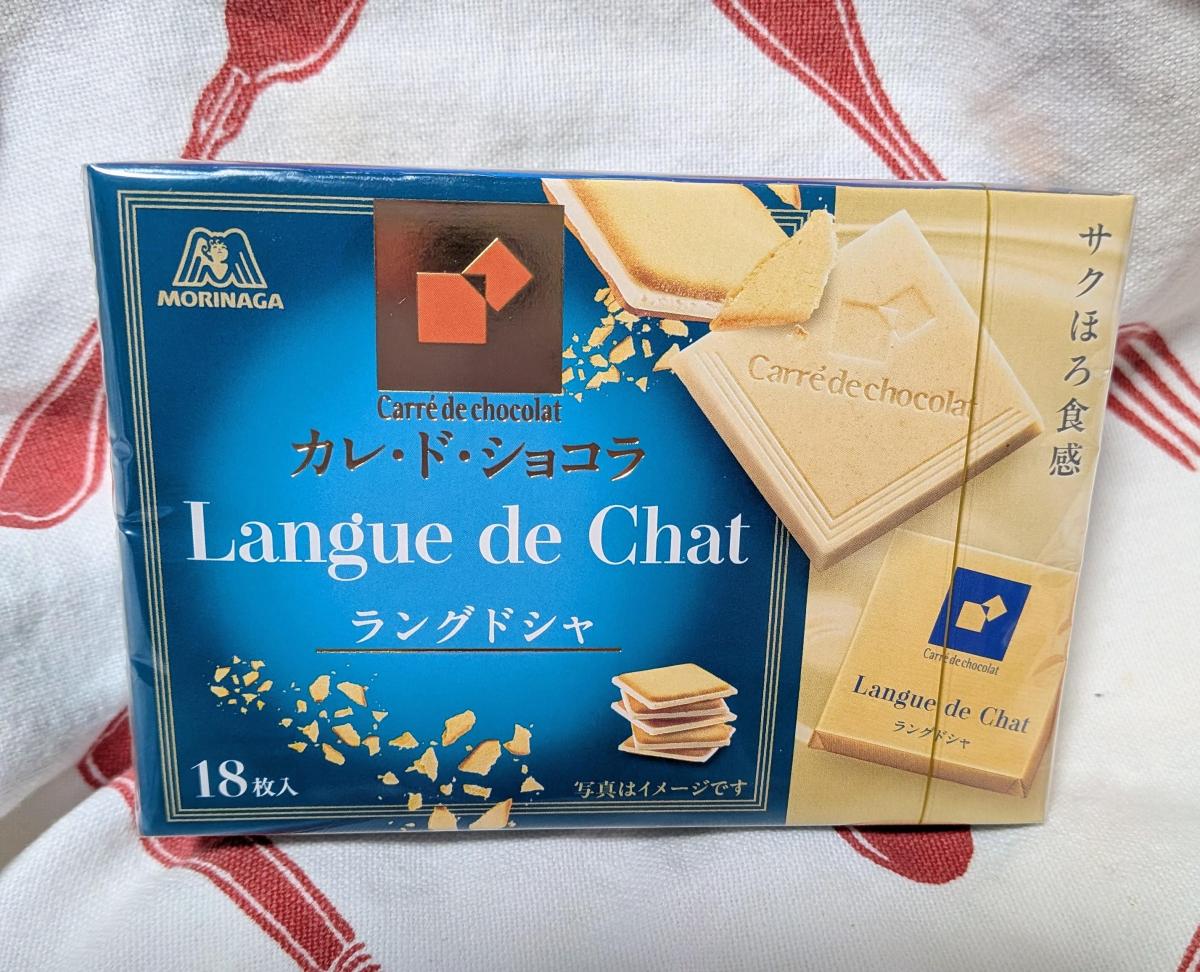 MORINAGA
Carré de chocolat
カレ・ド・ショコラ
Langue de Chat
ラングドシャ
18枚入
写真はイメージです
Carré de chocolat
サクほろ食感
Carré de chocolat
Langue de Chat
ラングドシャ